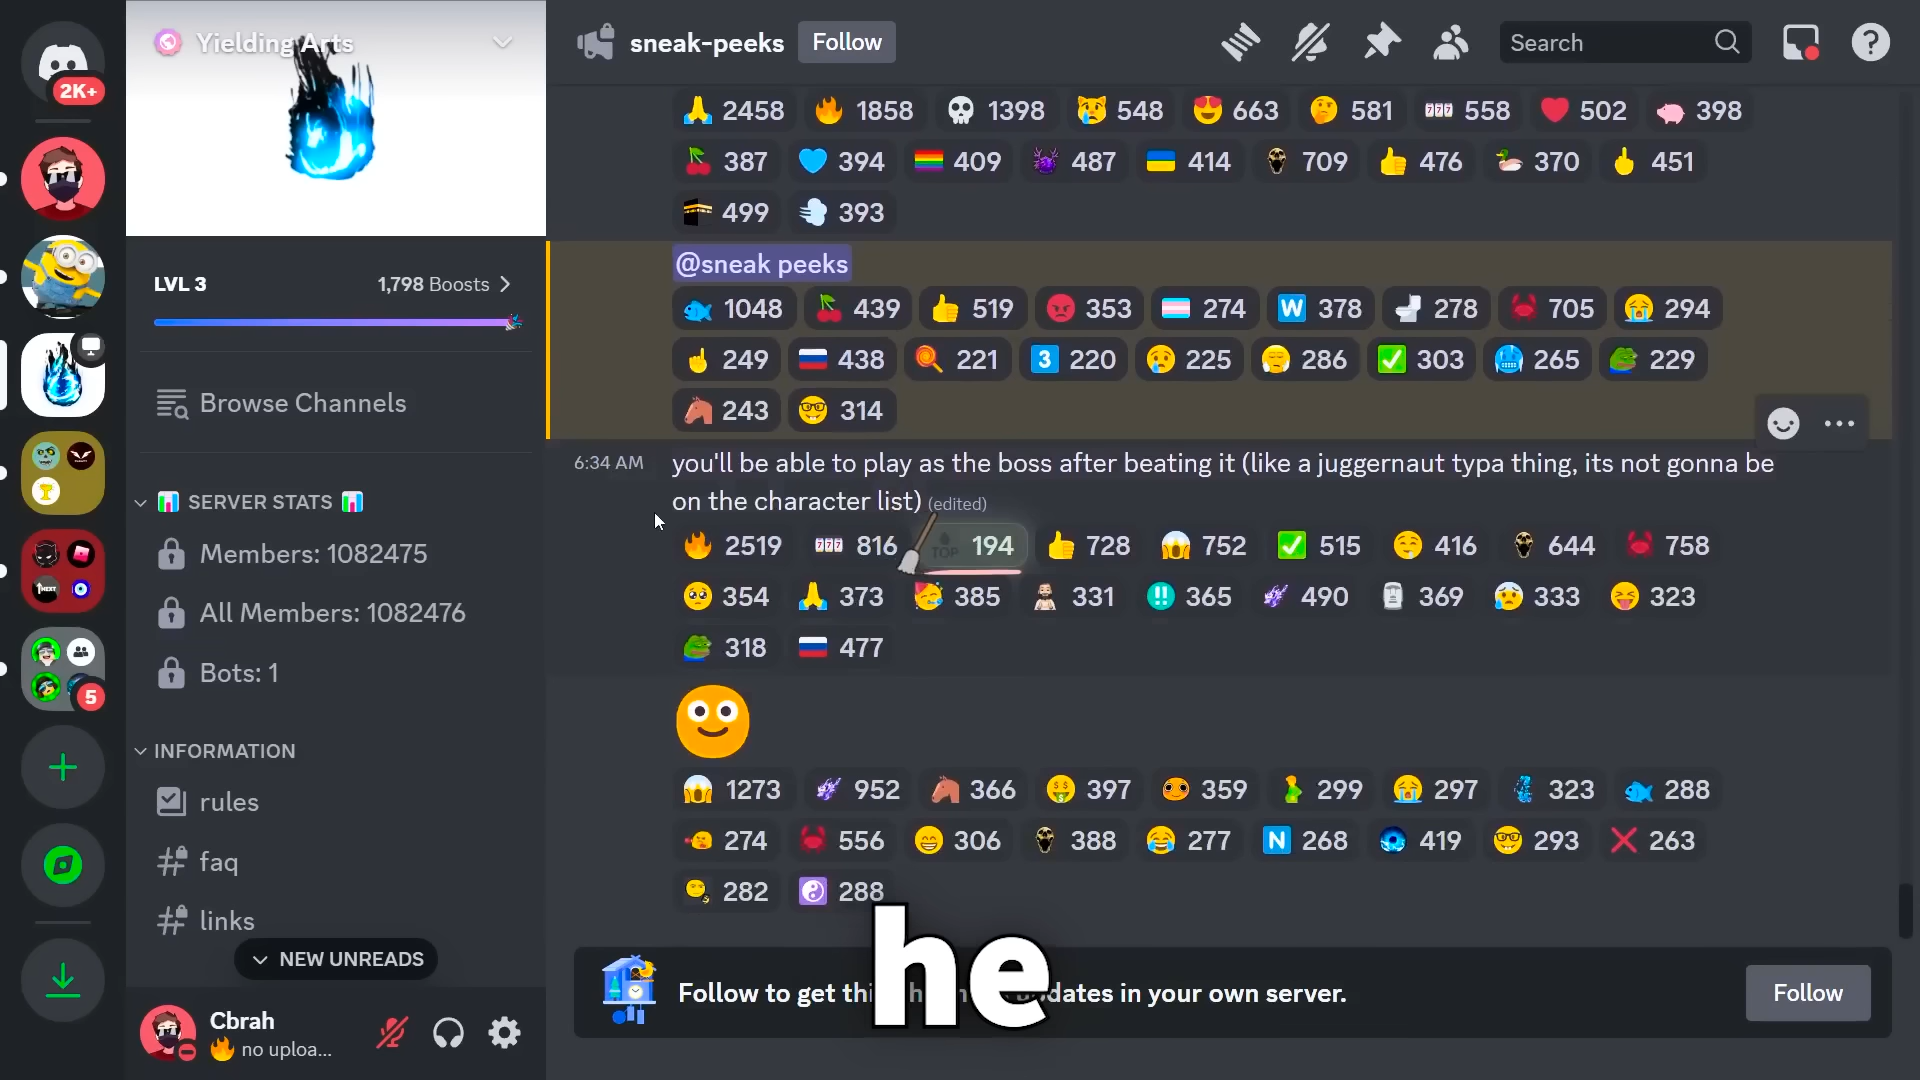 Yielding Arts
sneak-peeks
Follow
Search
2K+
2458 1858 1398 548 663 581 777 558 502 398
387 394 409 487 414 709 476 370 451
499 393
LVL 3
1,798 Boosts
@sneak peeks
1048 439 519 353 274 W 378 278 705 294
249 438 221 3 220 225 286 303 265 229
243 314
Browse Channels
6:34 AM
you'll be able to play as the boss after beating it (like a juggernaut typa thing, its not gonna be
on the character list) (edited)
2519 777 816 TOP 194 728 752 515 416 644 758
354 373 385 331 !! 365 490 369 333 323
318 477
SERVER STATS
Members: 1082475
All Members: 1082476
Bots: 1
5
1273 952 366 397 359 299 297 323 288
274 556 306 388 277 N 268 419 293 263
282 288
INFORMATION
rules
faq
links
NEW UNREADS
he
Follow to get updates in your own server.
Follow
Cbrah
no uploa...